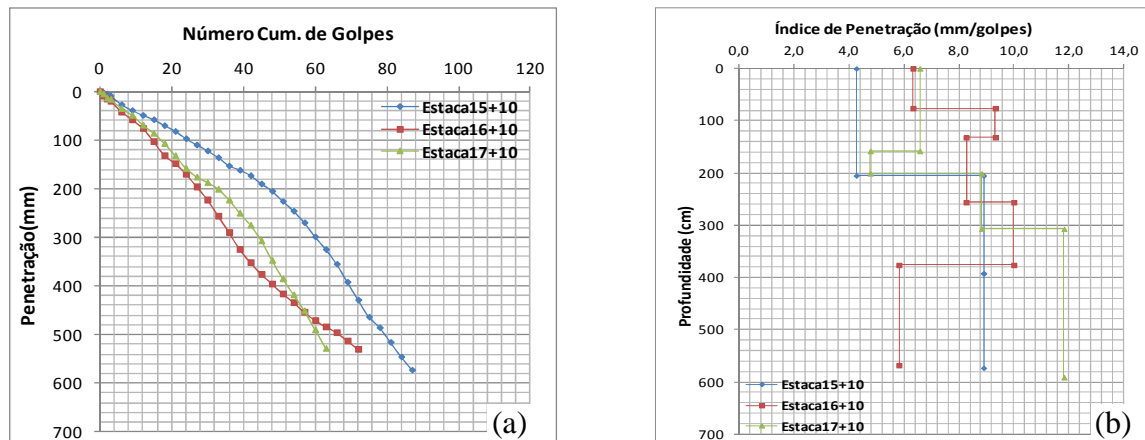 Número Cum. de Golpes
0 20 40 60 80 100 120
0
100
200
300
400
500
600
700
Penetração(mm)
Estaca15+10
Estaca16+10
Estaca17+10
(a)
Índice de Penetração (mm/golpes)
0,0 2,0 4,0 6,0 8,0 10,0 12,0 14,0
0
100
200
300
400
500
600
700
Profundidade (cm)
Estaca15+10
Estaca16+10
Estaca17+10
(b)